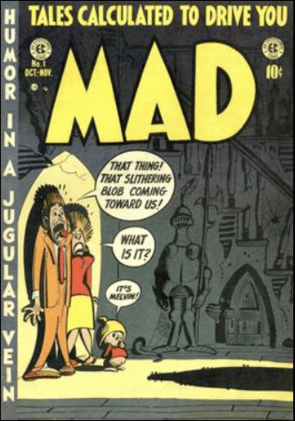 TALES CALCULATED TO DRIVE YOU
MAD
HUMOR IN A JUGULAR VEIN
EC
No. 1
OCT.-NOV.
EC
10¢
THAT THING!
THAT SLITHERING
BLOB COMING
TOWARD US!
WHAT
IS IT?
IT'S
MELVIN!